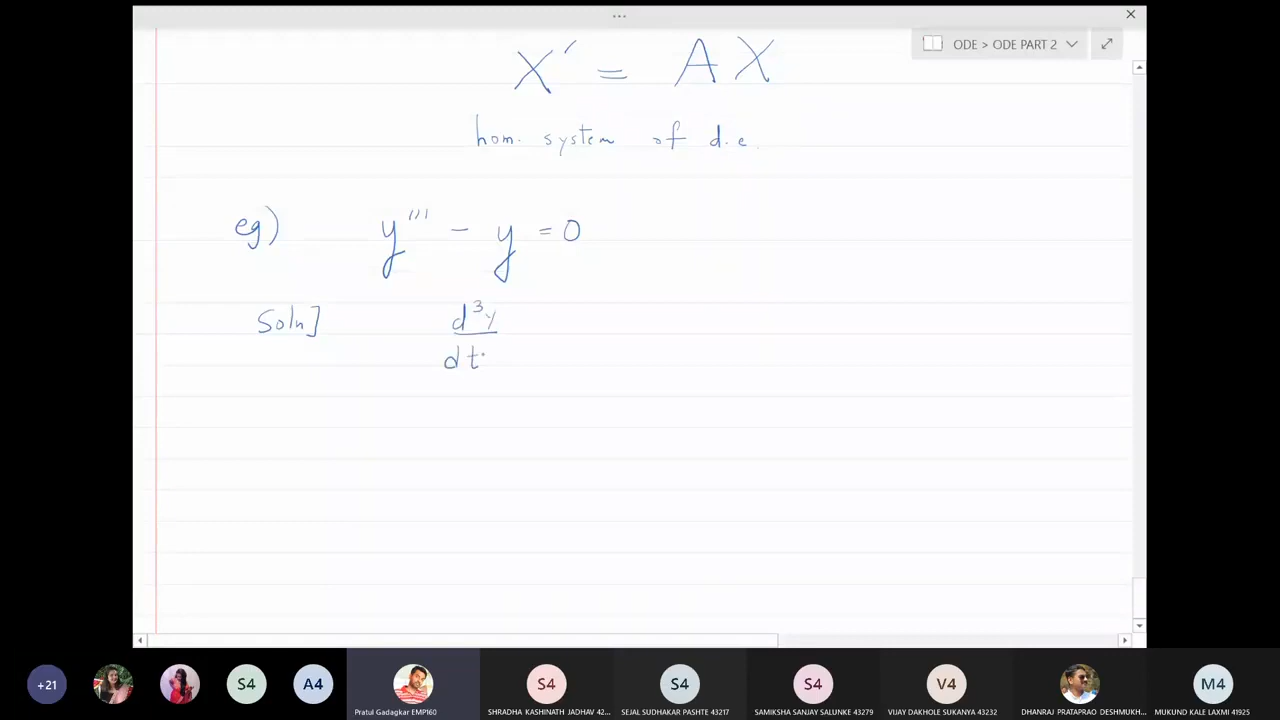 ODE > ODE PART 2
X′ = AX
hom. system of d.e.
eg) y''' - y = 0
Soln] d³y
dt
+21
S4
A4
Pratul Gadagkar EMP160
S4
SHRADHA KASHINATH JADHAV 42...
S4
SEJAL SUDHAKAR PASHTE 43217
S4
SAMIKSHA SANJAY SALUNKE 43279
V4
VIJAY DAKHOLE SUKANYA 43232
DHANRAJ PRATAPRAO DESHMUKH...
M4
MUKUND KALE LAXMI 41925